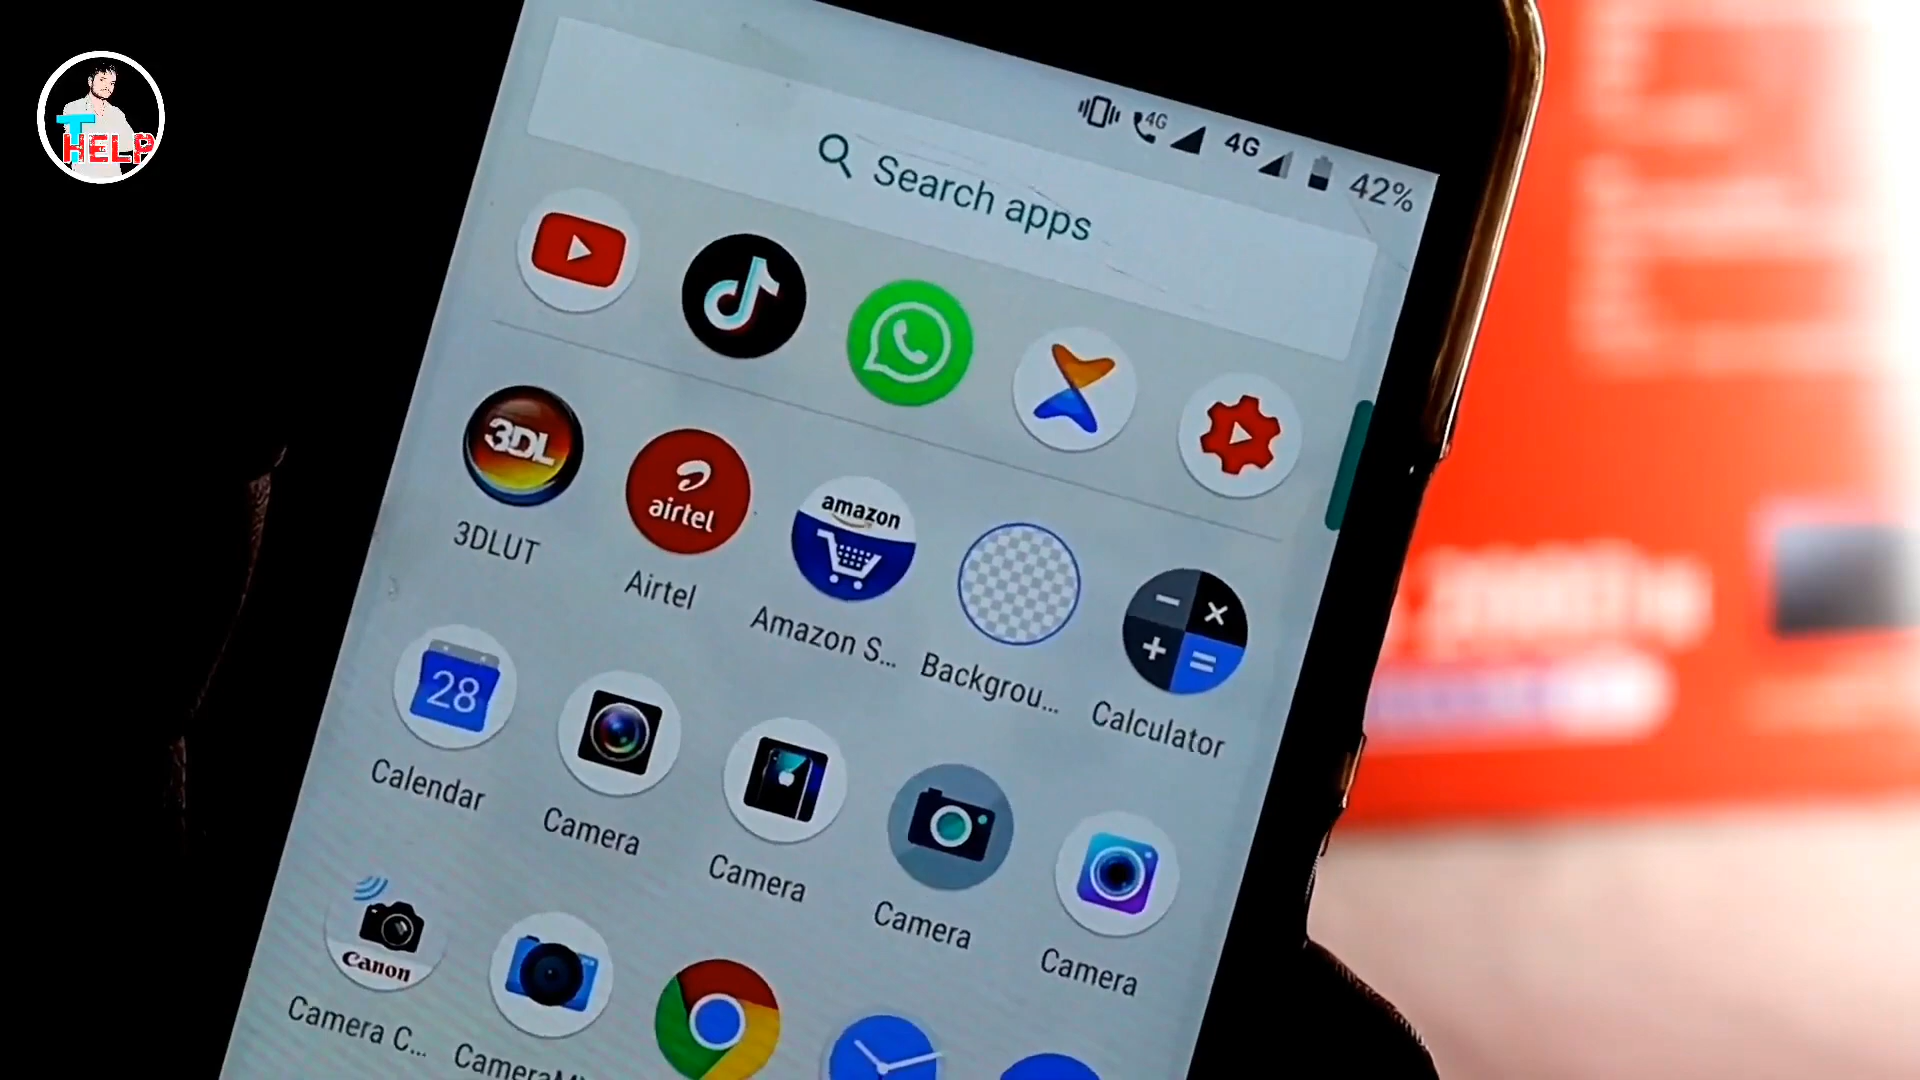 T
HELP
4G
4G
42%
Search apps
3DL
3DLUT
airtel
Airtel
amazon
Amazon S...
Backgrou...
Calculator
28
Calendar
Camera
Camera
Camera
Camera
Canon
Camera C...